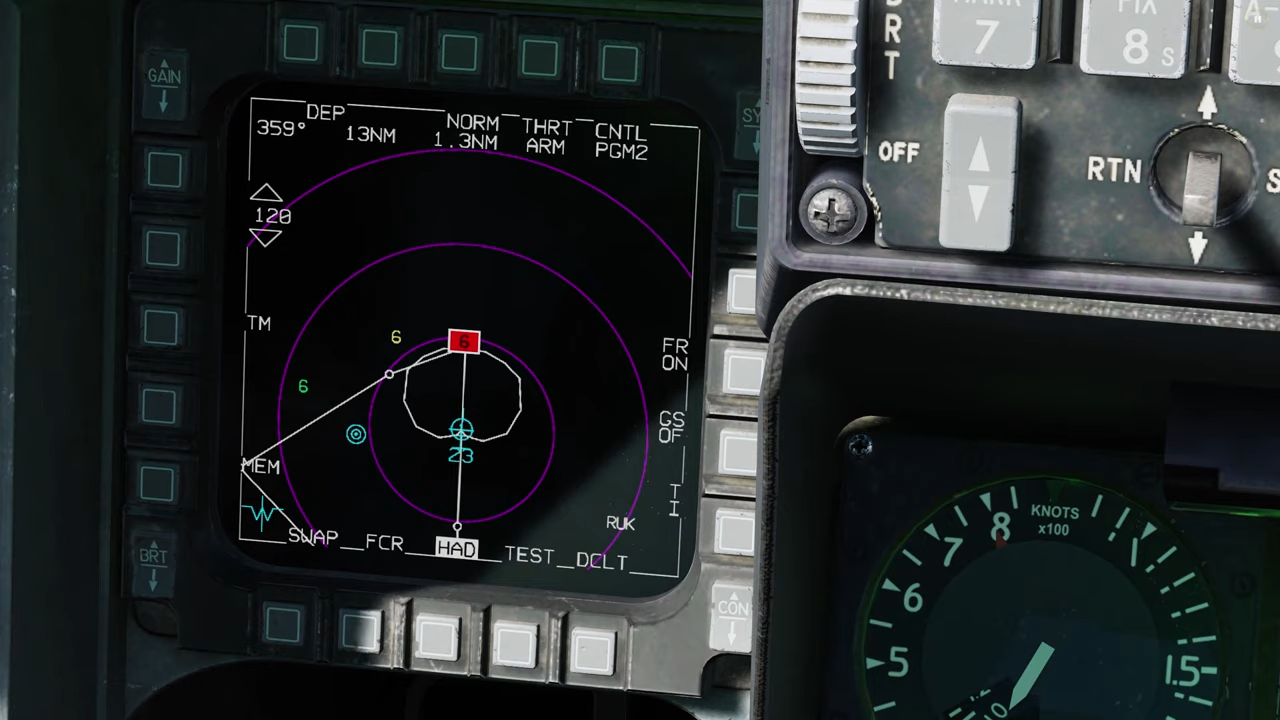 GAIN
DEP
359° 13NM
NORM
1.3NM
THRT
ARM
CNTL
PGM2
120
TM
6
6
6
23
FR
ON
GS
OF
MEM
T
I
RUK
SWAP FCR HAD TEST DCLT
BRT
CON
SY
D
R
T
7
8 S
OFF
RTN
S
KNOTS
x100
8
7
6
5
1
1.5